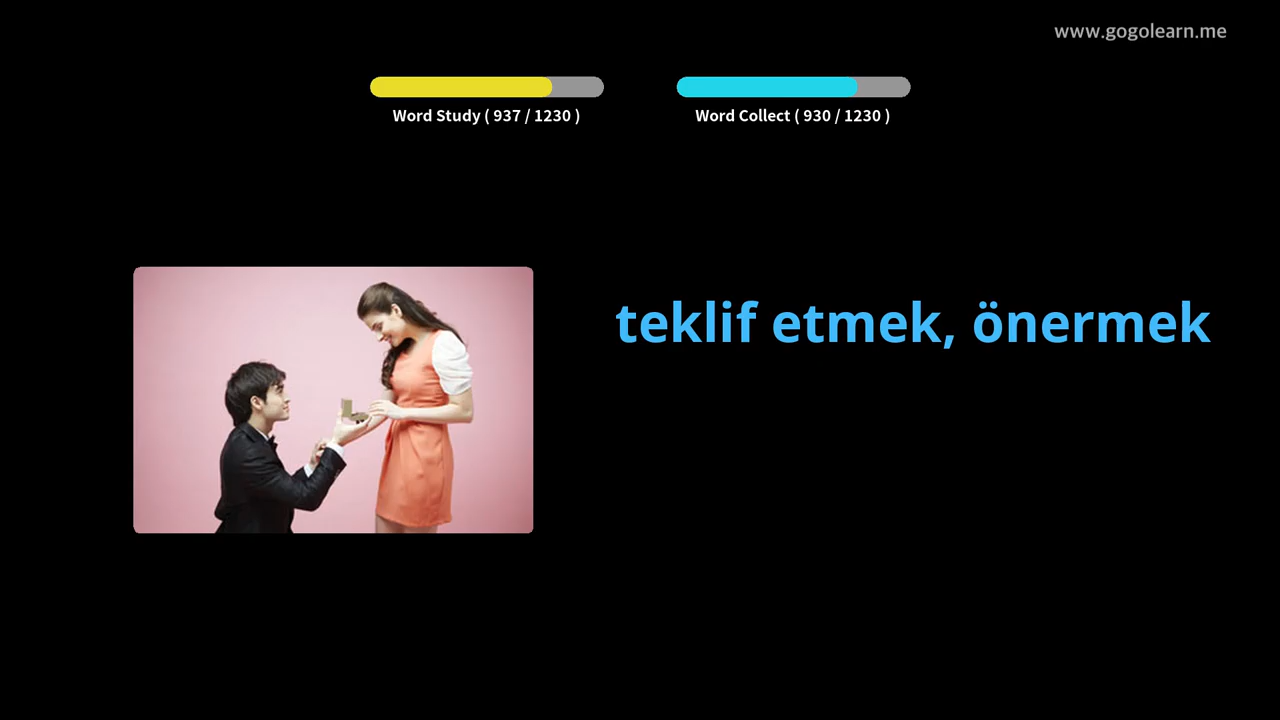 www.gogolearn.me
Word Study ( 937 / 1230 )
Word Collect ( 930 / 1230 )
teklif etmek, önermek